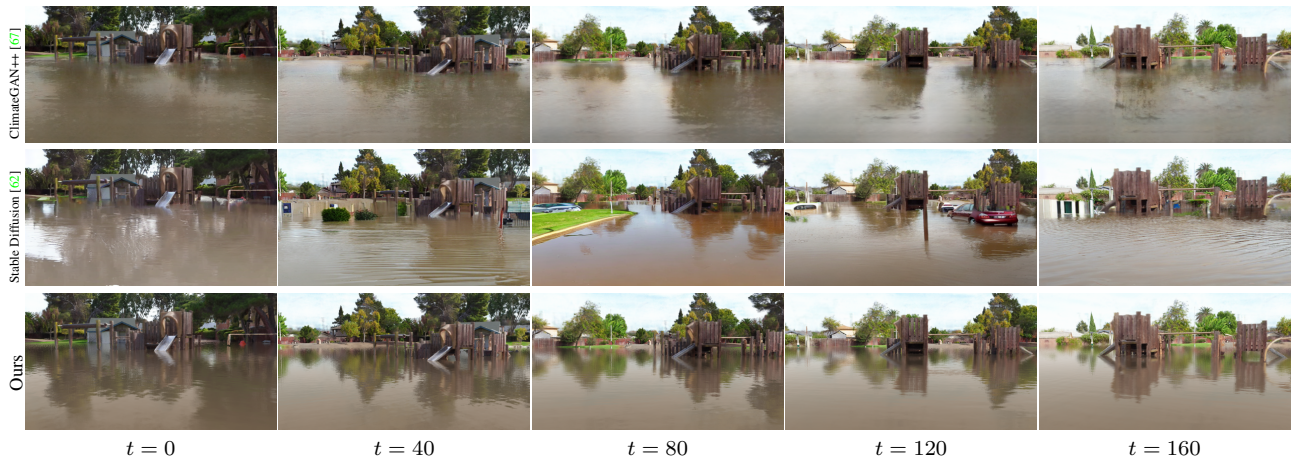 ClimateGAN++ [67]
Stable Diffusion [62]
Ours
t = 0
t = 40
t = 80
t = 120
t = 160